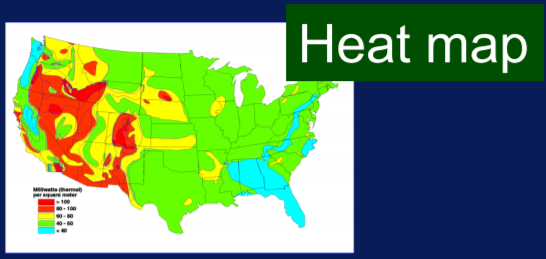 Heat map
Milliwatts (thermal)
per square meter
> 100
80 - 100
60 - 80
40 - 60
< 40